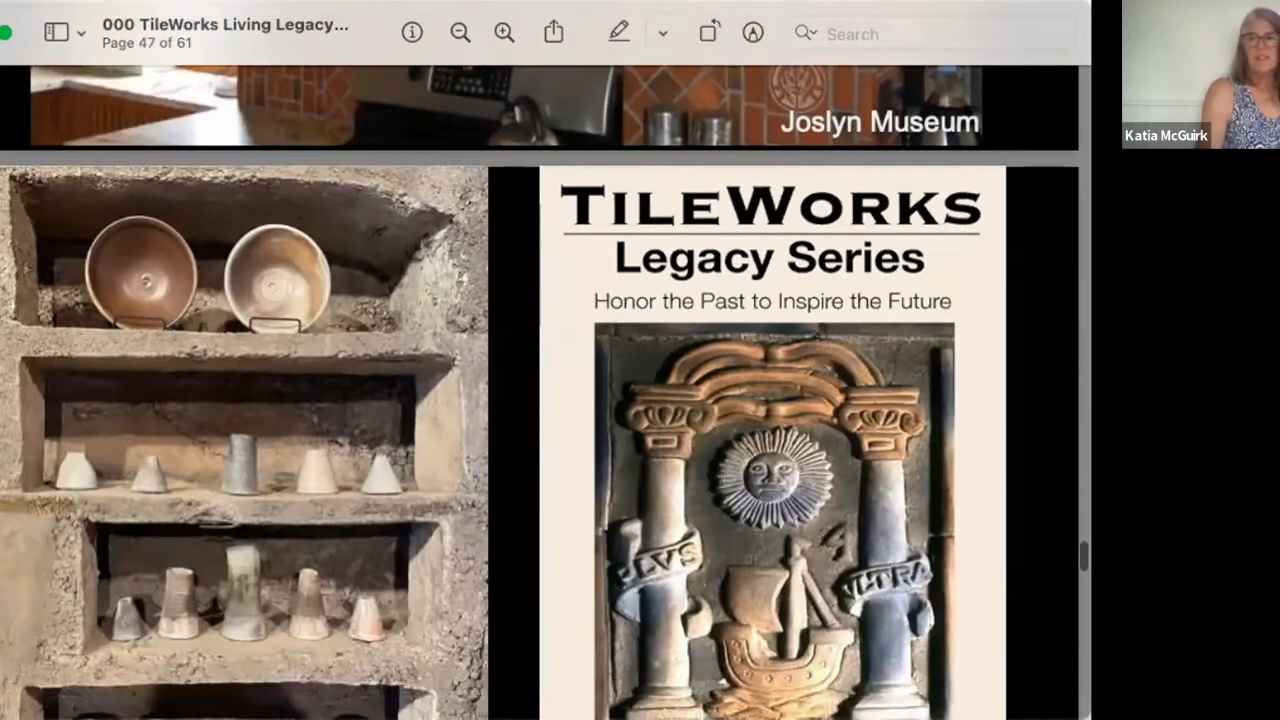 000 TileWorks Living Legacy...
Page 47 of 61
Search
Katia McGuirk
Joslyn Museum
TILEWORKS
Legacy Series
Honor the Past to Inspire the Future
PLVS
VLTRA